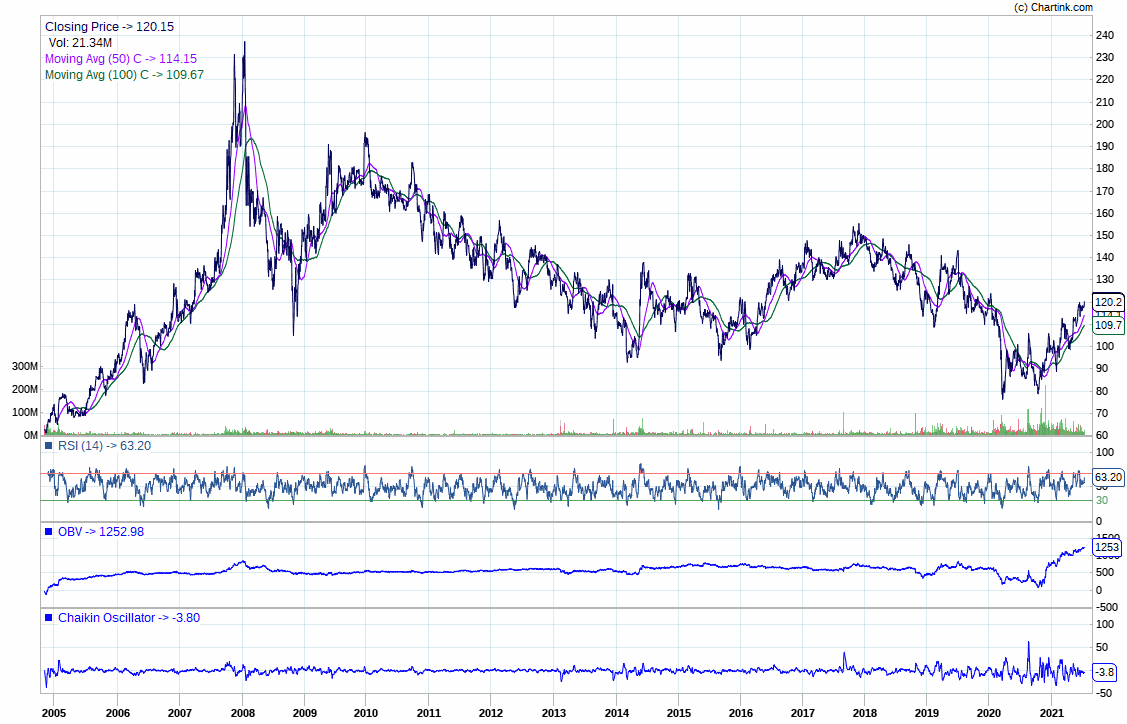 (c) Chartink.com
Closing Price -> 120.15
Vol: 21.34M
Moving Avg (50) C -> 114.15
Moving Avg (100) C -> 109.67
240
230
220
210
200
190
180
170
160
150
140
130
120.2
109.7
100
90
80
70
60
300M
200M
100M
0M
RSI (14) -> 63.20
100
63.20
30
0
OBV -> 1252.98
1500
1253
1000
500
0
-500
Chaikin Oscillator -> -3.80
100
50
-3.8
-50
2005 2006 2007 2008 2009 2010 2011 2012 2013 2014 2015 2016 2017 2018 2019 2020 2021